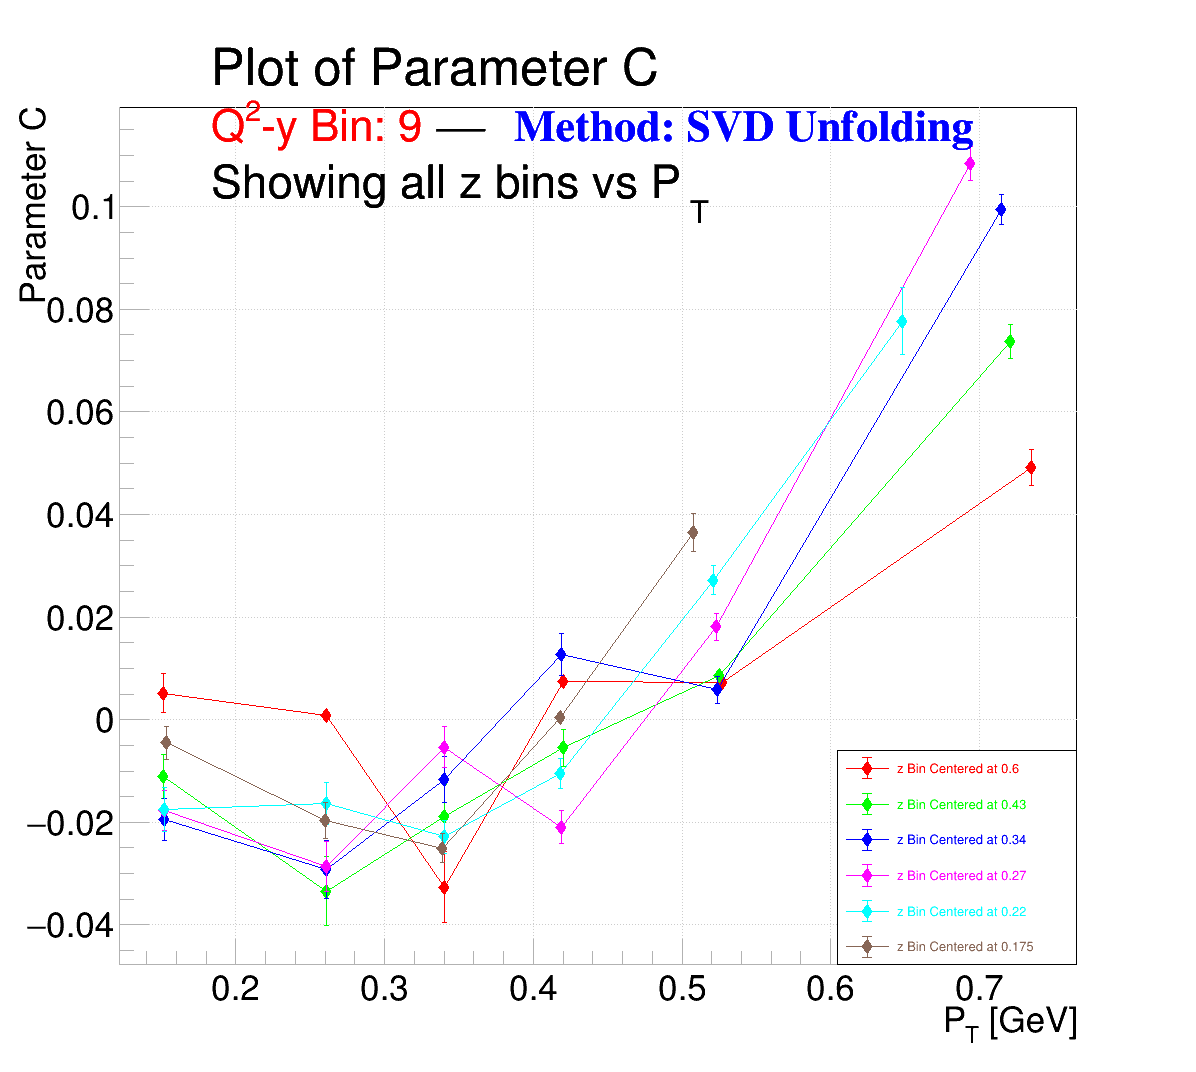 Plot of Parameter C
Q²-y Bin: 9 — Method: SVD Unfolding
Showing all z bins vs P_T
Parameter C
0.1
0.08
0.06
0.04
0.02
0
−0.02
−0.04
z Bin Centered at 0.6
z Bin Centered at 0.43
z Bin Centered at 0.34
z Bin Centered at 0.27
z Bin Centered at 0.22
z Bin Centered at 0.175
0.2 0.3 0.4 0.5 0.6 0.7
P_T [GeV]